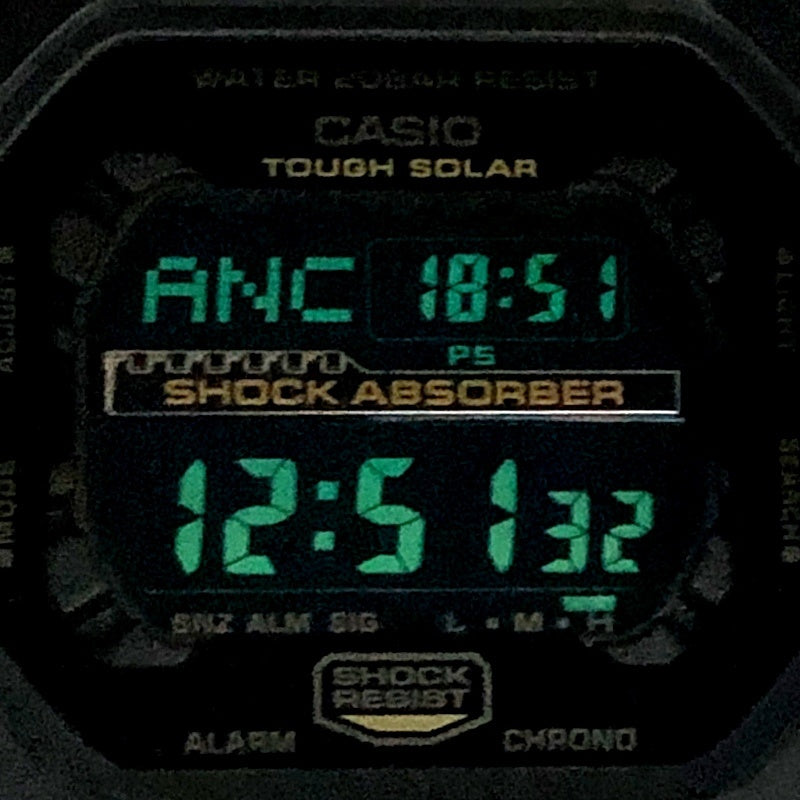 WATER 20BAR RESIST
CASIO
TOUGH SOLAR
ANC 18:51
PS
SHOCK ABSORBER
12:51 32
SNZ ALM SIG L • M • H
ADJUST
LIGHT
MODE
SEARCH
SHOCK
RESIST
ALARM CHRONO